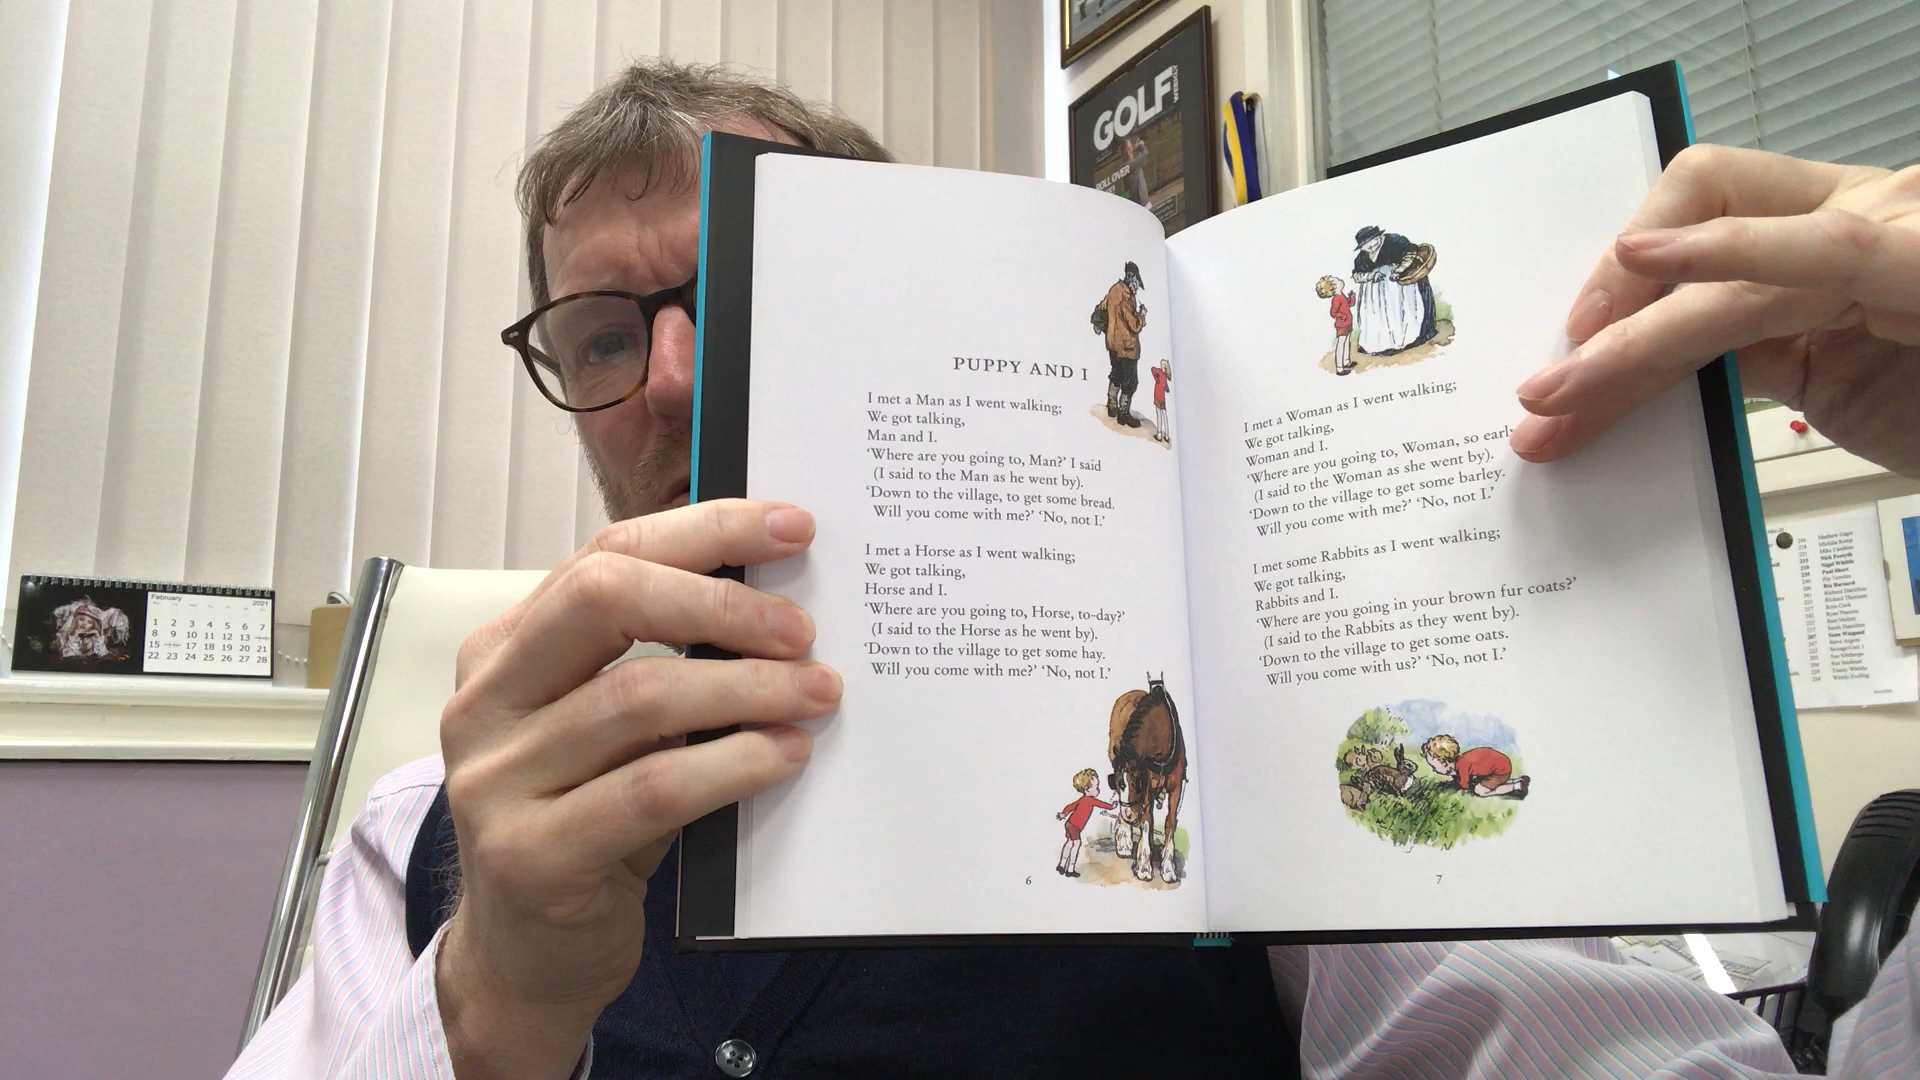 GOLF
WEEKLY
ROLL OVER
PUPPY AND I
I met a Man as I went walking;
We got talking,
Man and I.
‘Where are you going to, Man?’ I said
(I said to the Man as he went by).
‘Down to the village, to get some bread.
Will you come with me?’ ‘No, not I.’
I met a Horse as I went walking;
We got talking,
Horse and I.
‘Where are you going to, Horse, to-day?’
(I said to the Horse as he went by).
‘Down to the village to get some hay.
Will you come with me?’ ‘No, not I.’
6
I met a Woman as I went walking;
We got talking,
Woman and I.
‘Where are you going to, Woman, so early
(I said to the Woman as she went by).
‘Down to the village to get some barley.
Will you come with me?’ ‘No, not I.’
I met some Rabbits as I went walking;
We got talking,
Rabbits and I.
‘Where are you going in your brown fur coats?’
(I said to the Rabbits as they went by).
‘Down to the village to get some oats.
Will you come with us?’ ‘No, not I.’
7
February 2021
1 2 3 4 5 6 7
8 9 10 11 12 13
15 17 18 19 20 21
22 23 24 25 26 27 28